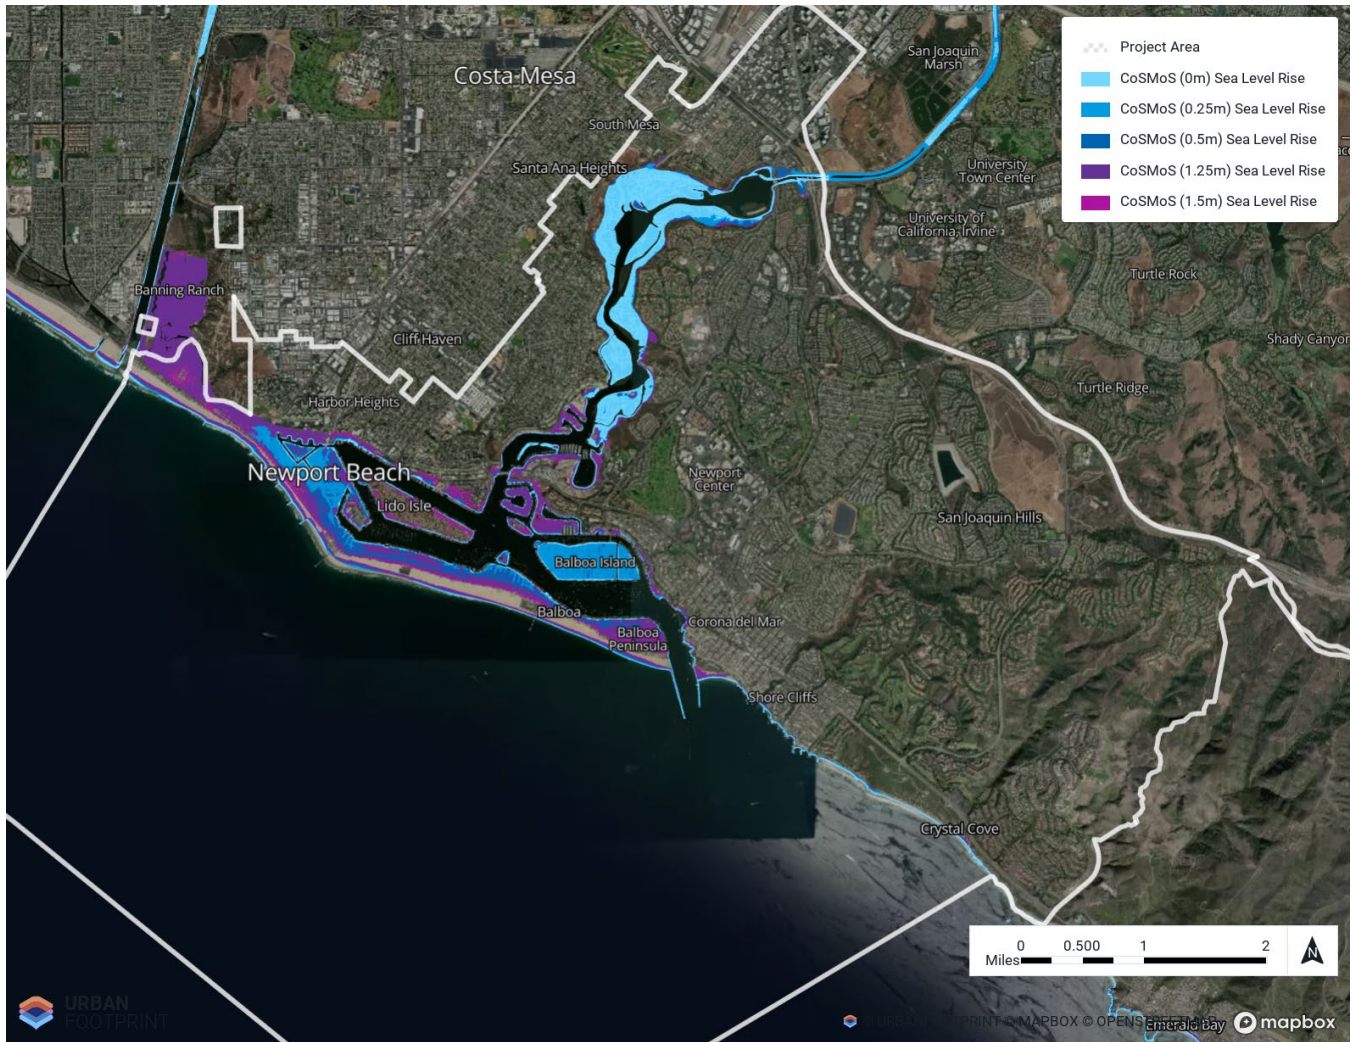 Costa Mesa
San Joaquin
Marsh
Project Area
CoSMoS (0m) Sea Level Rise
CoSMoS (0.25m) Sea Level Rise
CoSMoS (0.5m) Sea Level Rise
CoSMoS (1.25m) Sea Level Rise
CoSMoS (1.5m) Sea Level Rise
South Mesa
Santa Ana Heights
University
Town Center
University of
California, Irvine
Turtle Rock
Banning Ranch
Cliff Haven
Shady Canyon
Turtle Ridge
Harbor Heights
Newport Beach
Newport
Center
Lido Isle
San Joaquin Hills
Balboa Island
Balboa
Corona del Mar
Balboa
Peninsula
Shore Cliffs
Crystal Cove
0 0.500 1 2
Miles
N
URBAN
FOOTPRINT
© URBAN FOOTPRINT © MAPBOX © OPENSTREETMAP
Emerald Bay
mapbox